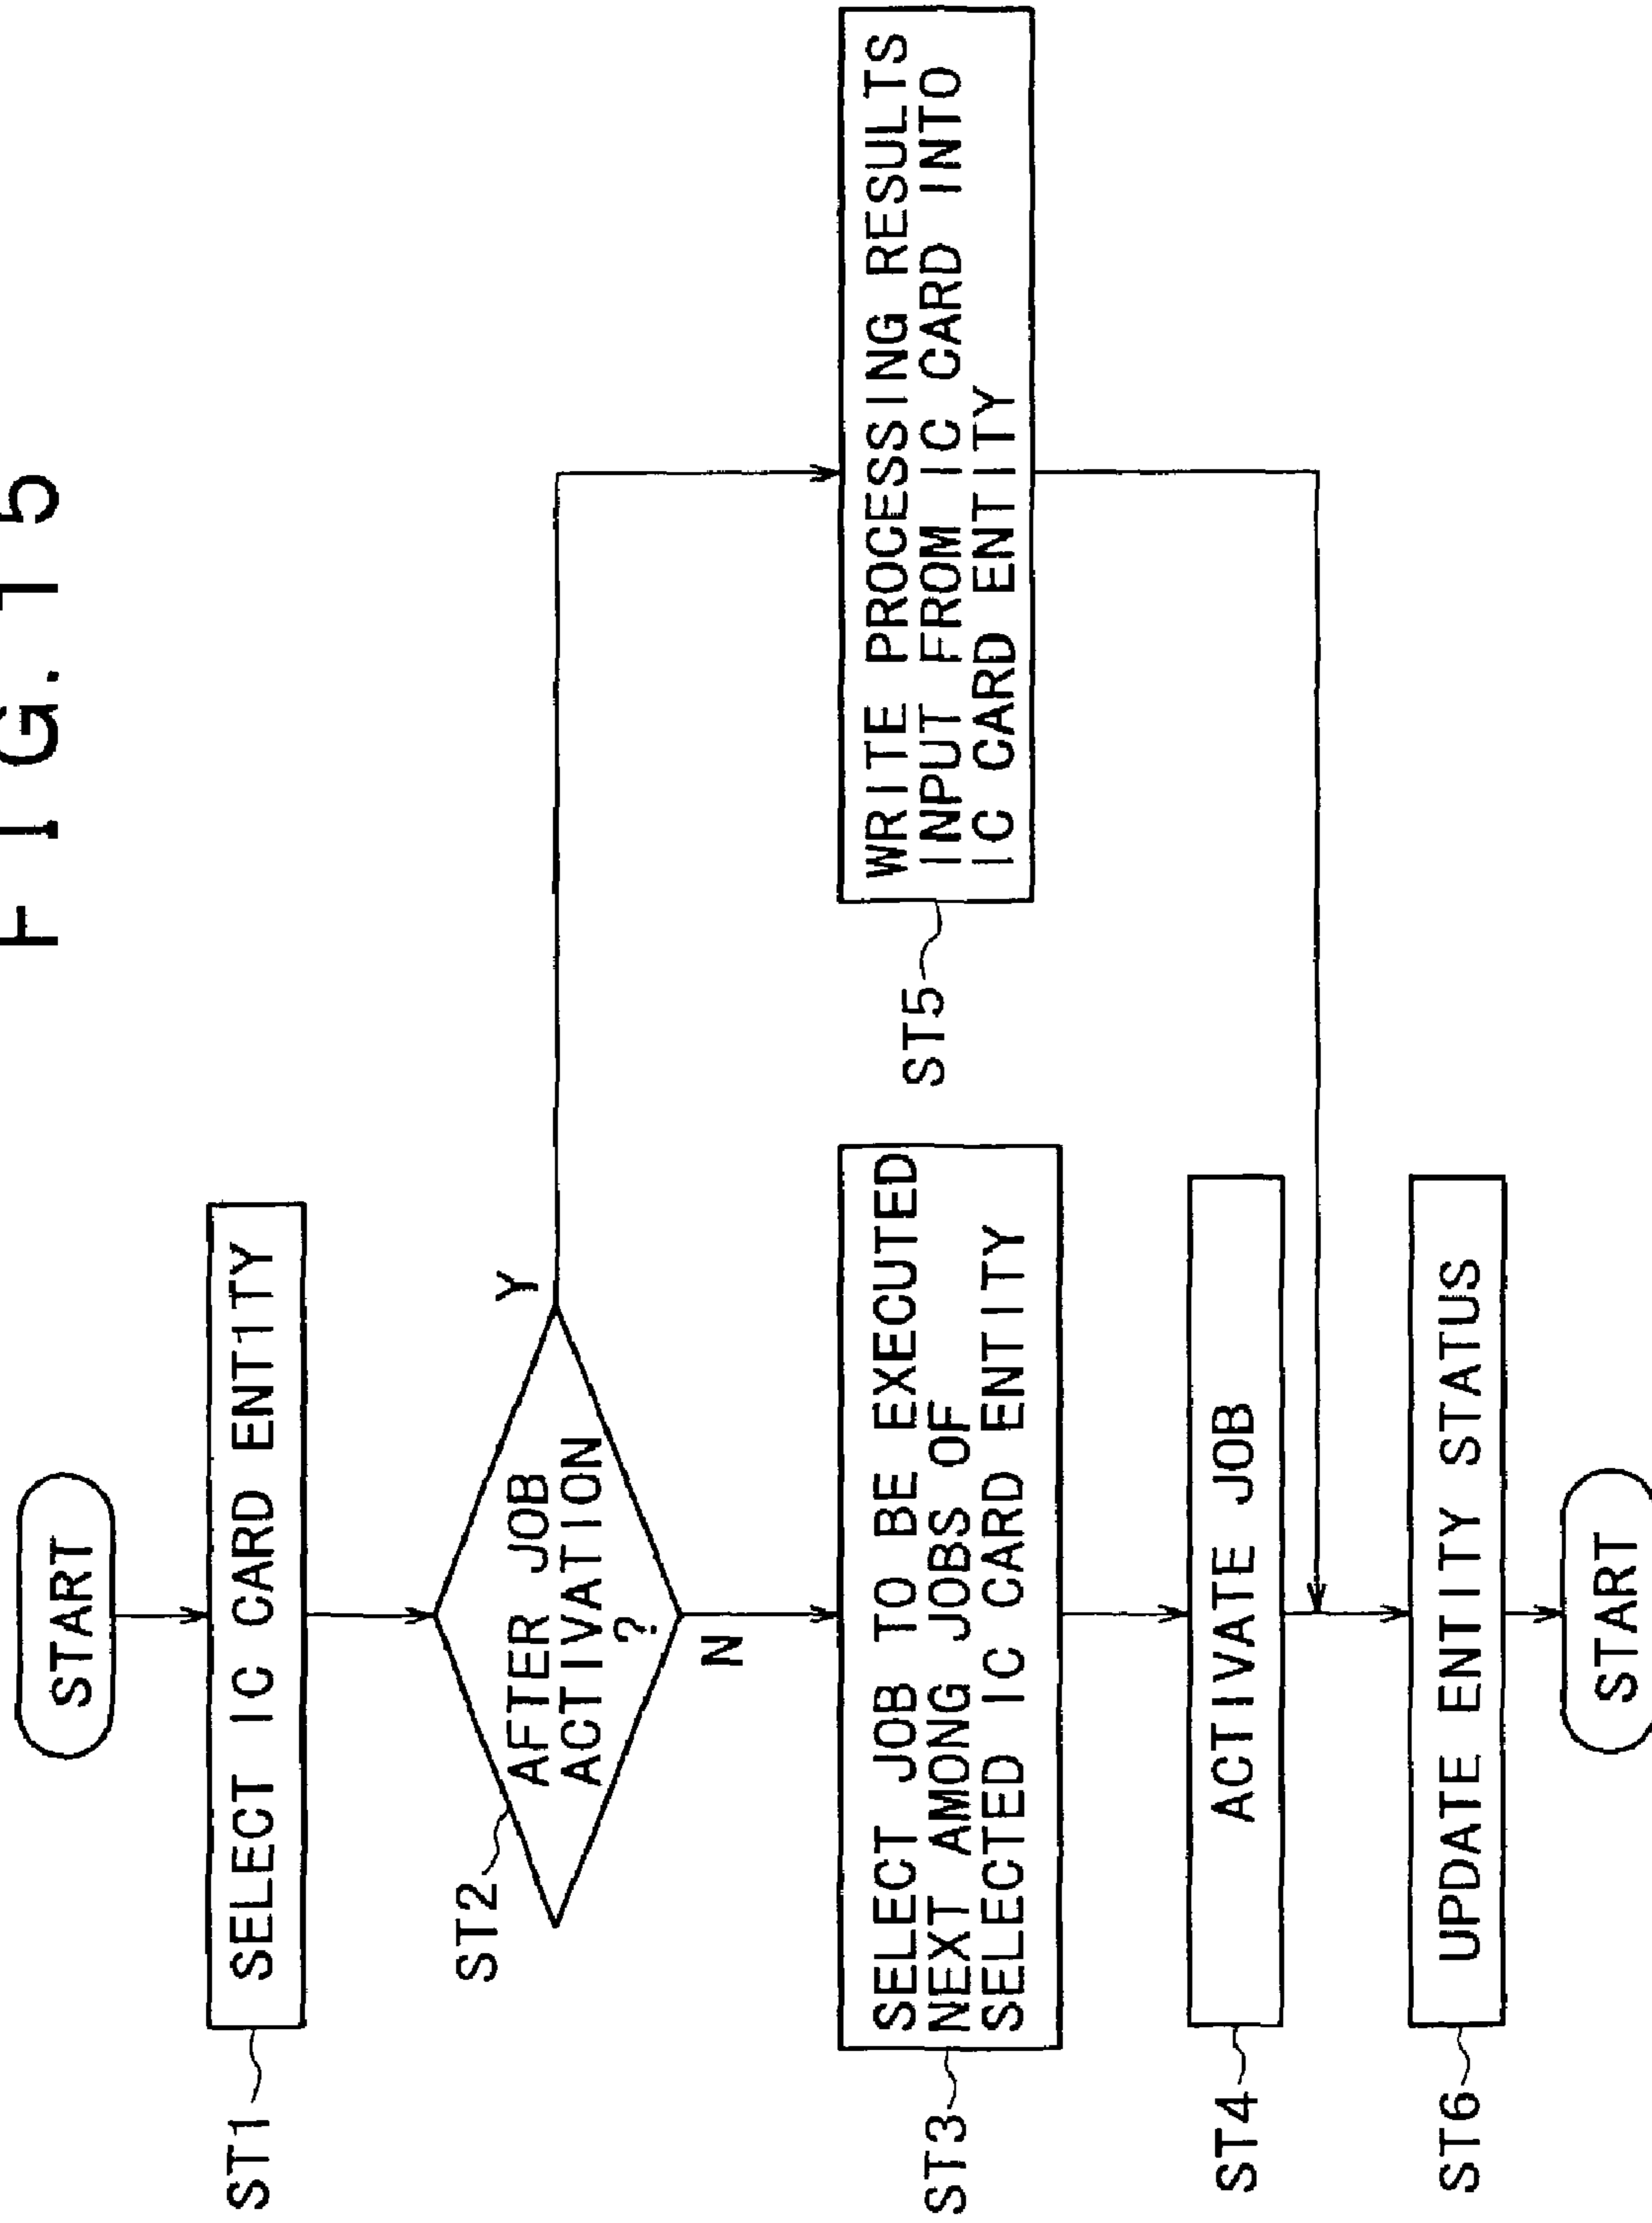 FIG.15
START
ST1
SELECT IC CARD ENTITY
ST2
AFTER JOB
ACTIVATION
?
Y
N
ST3
SELECT JOB TO BE EXECUTED
NEXT AMONG JOBS OF
SELECTED IC CARD ENTITY
ST5
WRITE PROCESSING RESULTS
INPUT FROM IC CARD INTO
IC CARD ENTITY
ST4
ACTIVATE JOB
ST6
UPDATE ENTITY STATUS
START